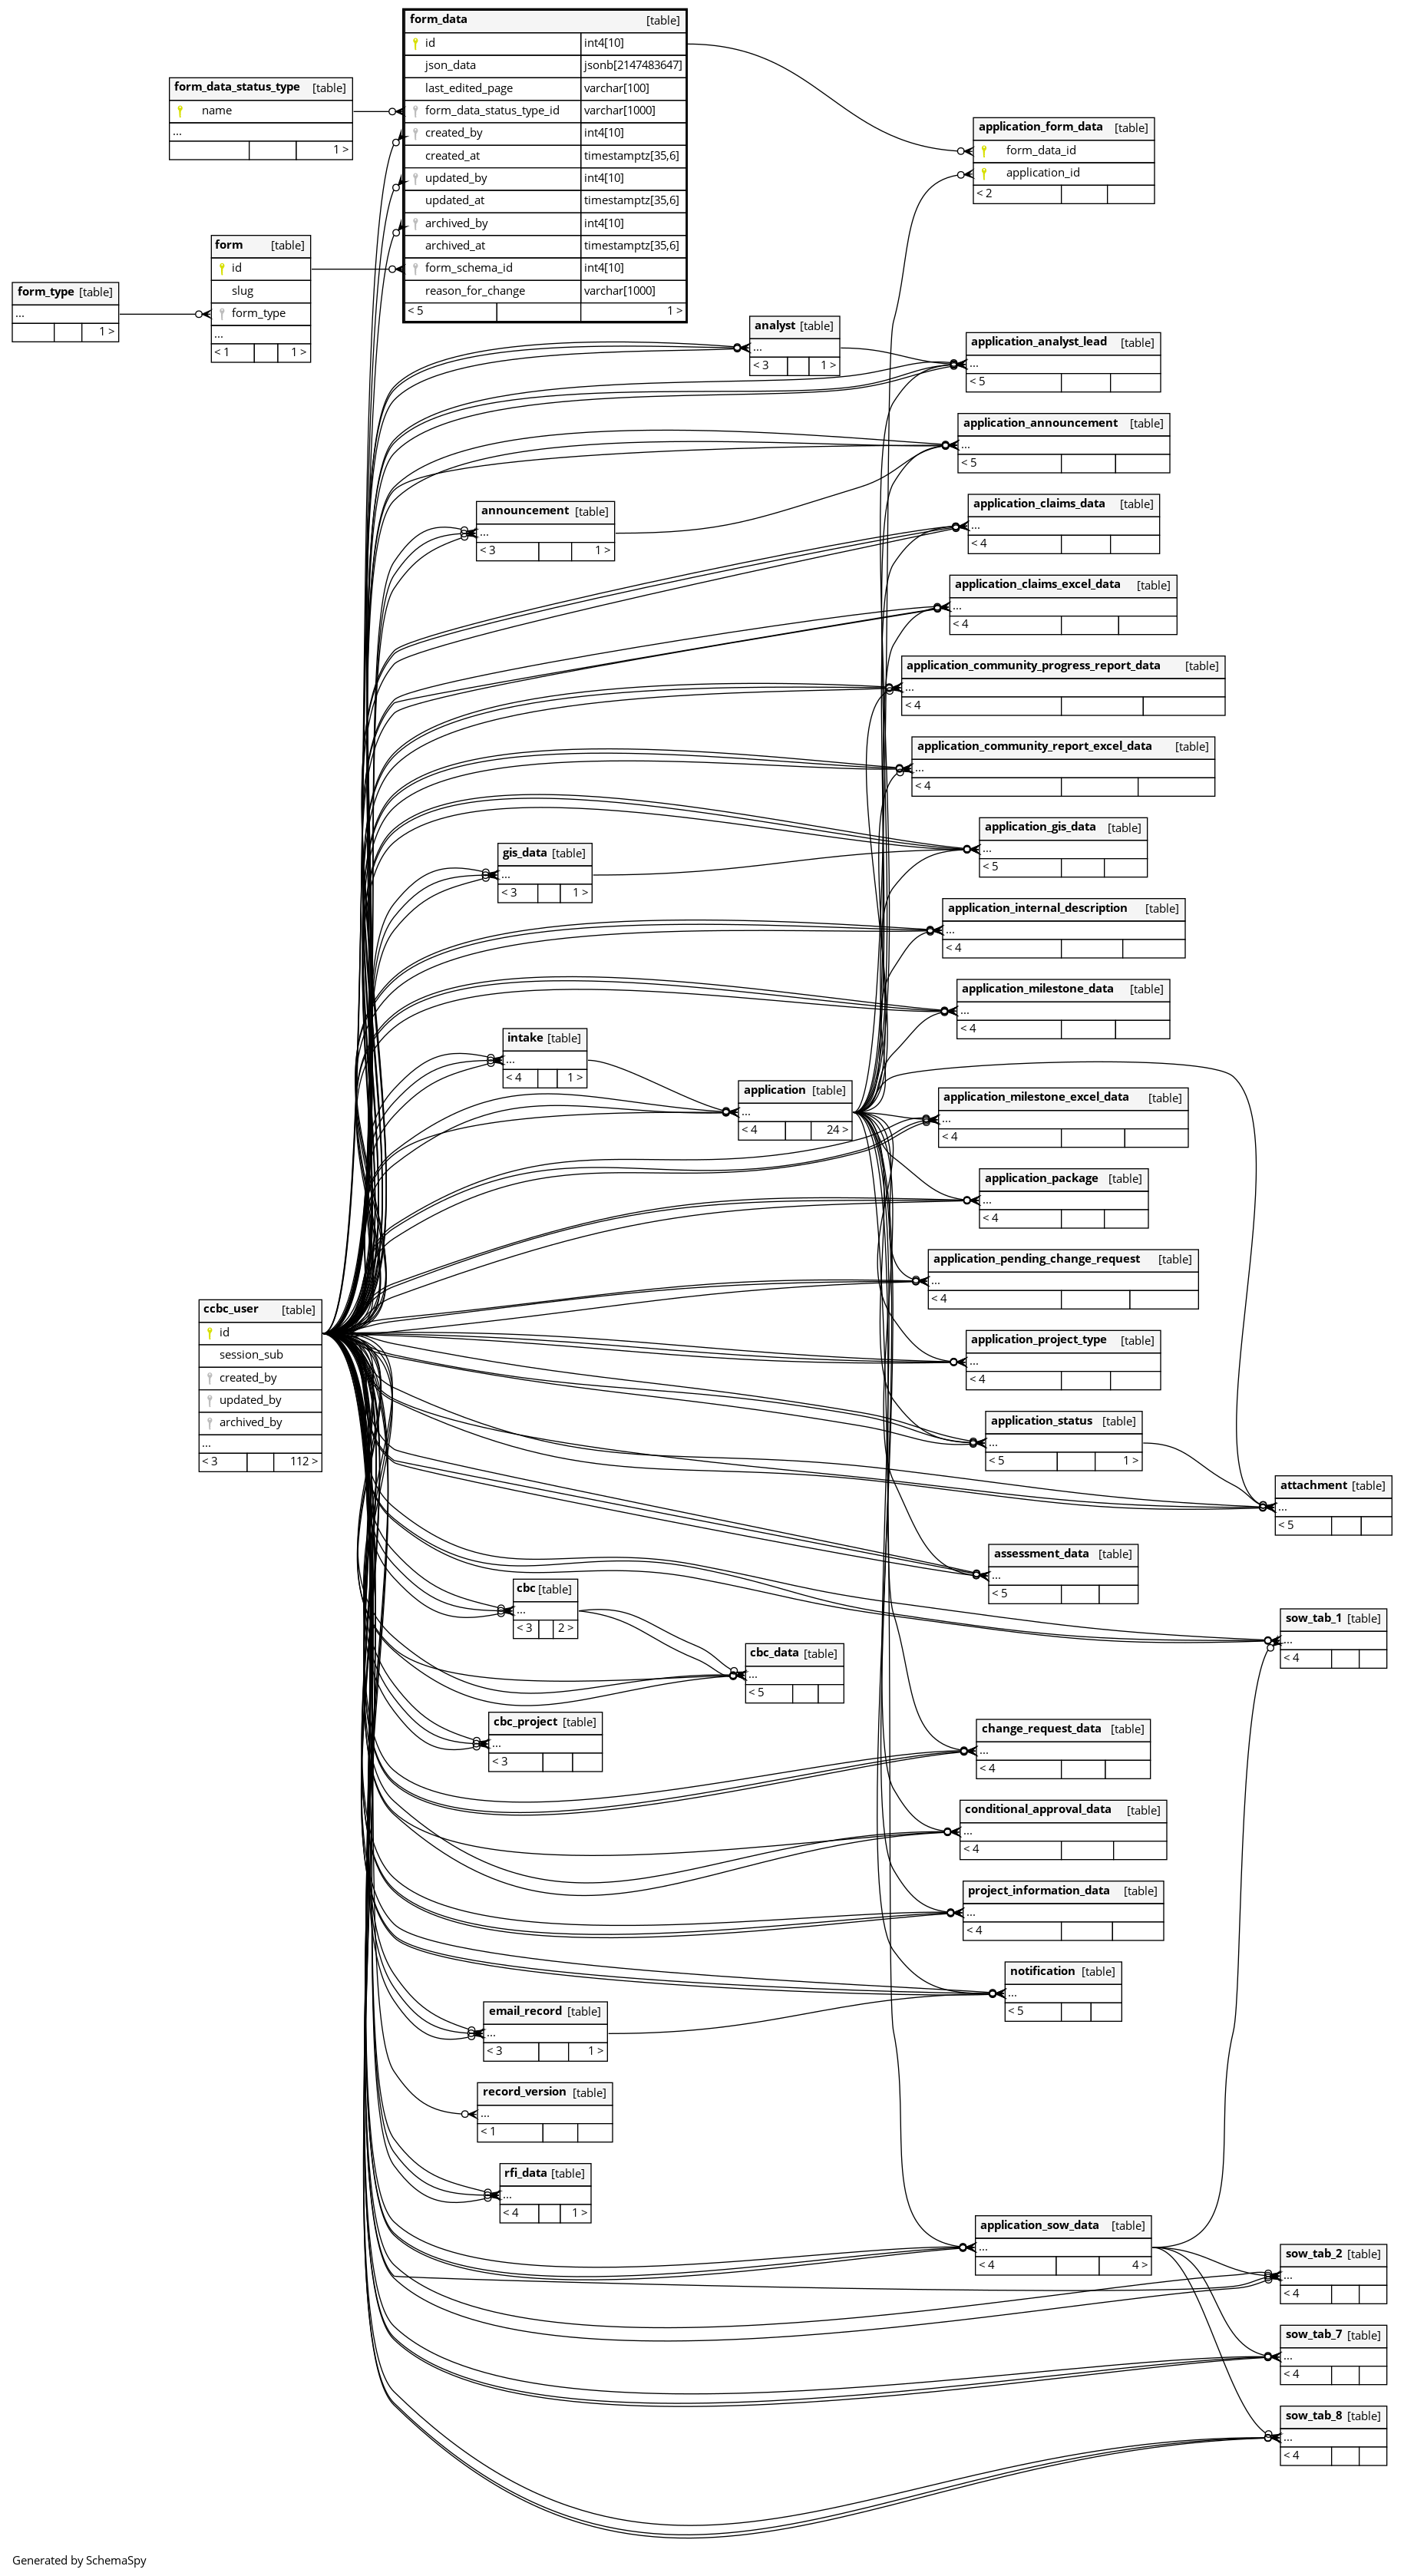 form_data [table]
id int4[10]
json_data jsonb[2147483647]
last_edited_page varchar[100]
form_data_status_type_id varchar[1000]
created_by int4[10]
created_at timestamptz[35,6]
updated_by int4[10]
updated_at timestamptz[35,6]
archived_by int4[10]
archived_at timestamptz[35,6]
form_schema_id int4[10]
reason_for_change varchar[1000]
< 5 1 >
form_data_status_type [table]
name
...
1 >
application_form_data [table]
form_data_id
application_id
< 2
form [table]
id
slug
form_type
...
< 1 1 >
form_type [table]
...
1 >
analyst [table]
...
< 3 1 >
application_analyst_lead [table]
...
< 5
application_announcement [table]
...
< 5
announcement [table]
...
< 3 1 >
application_claims_data [table]
...
< 4
application_claims_excel_data [table]
...
< 4
application_community_progress_report_data [table]
...
< 4
application_community_report_excel_data [table]
...
< 4
application_gis_data [table]
...
< 5
gis_data [table]
...
< 3 1 >
application_internal_description [table]
...
< 4
application_milestone_data [table]
...
< 4
intake [table]
...
< 4 1 >
application [table]
...
< 4 24 >
application_milestone_excel_data [table]
...
< 4
application_package [table]
...
< 4
application_pending_change_request [table]
...
< 4
ccbc_user [table]
id
session_sub
created_by
updated_by
archived_by
...
< 3 112 >
application_project_type [table]
...
< 4
application_status [table]
...
< 5 1 >
attachment [table]
...
< 5
assessment_data [table]
...
< 5
cbc [table]
...
< 3 2 >
sow_tab_1 [table]
...
< 4
cbc_data [table]
...
< 5
cbc_project [table]
...
< 3
change_request_data [table]
...
< 4
conditional_approval_data [table]
...
< 4
project_information_data [table]
...
< 4
notification [table]
...
< 5
email_record [table]
...
< 3 1 >
record_version [table]
...
< 1
rfi_data [table]
...
< 4 1 >
application_sow_data [table]
...
< 4 4 >
sow_tab_2 [table]
...
< 4
sow_tab_7 [table]
...
< 4
sow_tab_8 [table]
...
< 4
Generated by SchemaSpy